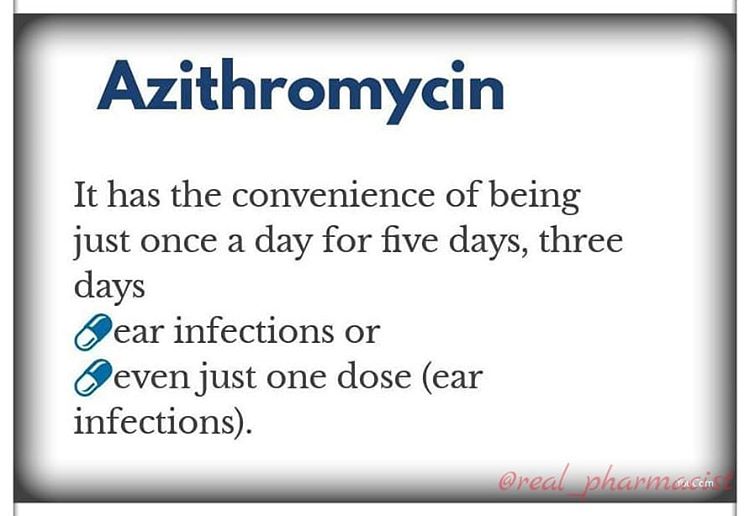 Azithromycin
It has the convenience of being
just once a day for five days, three
days
ear infections or
even just one dose (ear
infections).
@real_pharmacist